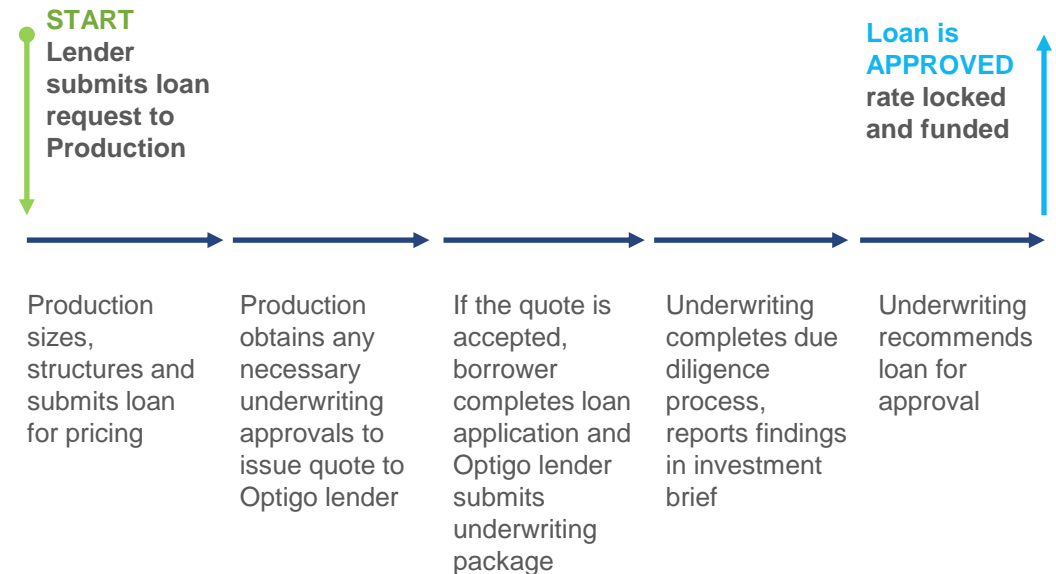 START
Lender
submits loan
request to
Production
Loan is
APPROVED
rate locked
and funded
Production
sizes,
structures and
submits loan
for pricing
Production
obtains any
necessary
underwriting
approvals to
issue quote to
Optigo lender
If the quote is
accepted,
borrower
completes loan
application and
Optigo lender
submits
underwriting
package
Underwriting
completes due
diligence
process,
reports findings
in investment
brief
Underwriting
recommends
loan for
approval